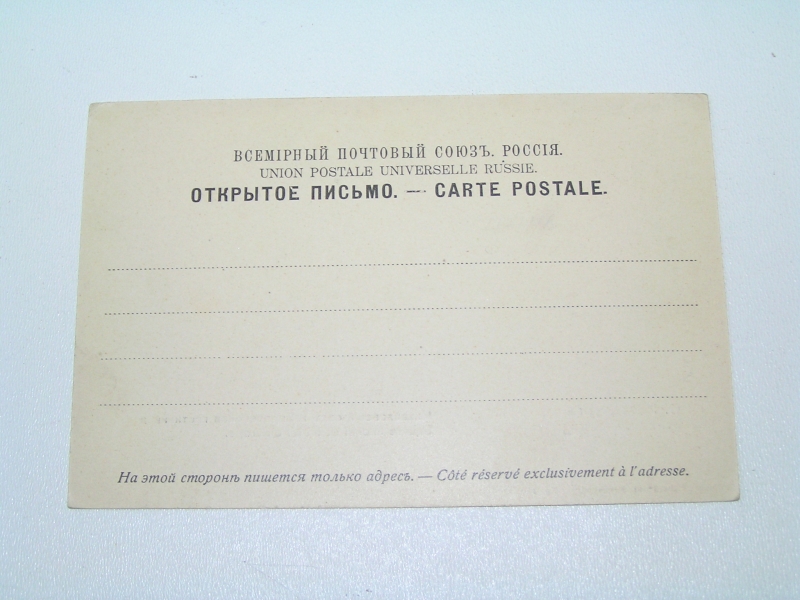 ВСЕМІРНЫЙ ПОЧТОВЫЙ СОЮЗЪ. РОССІЯ.
UNION POSTALE UNIVERSELLE RUSSIE.
ОТКРЫТОЕ ПИСЬМО. — CARTE POSTALE.
На этой сторонѣ пишется только адресъ. — Côté réservé exclusivement à l'adresse.